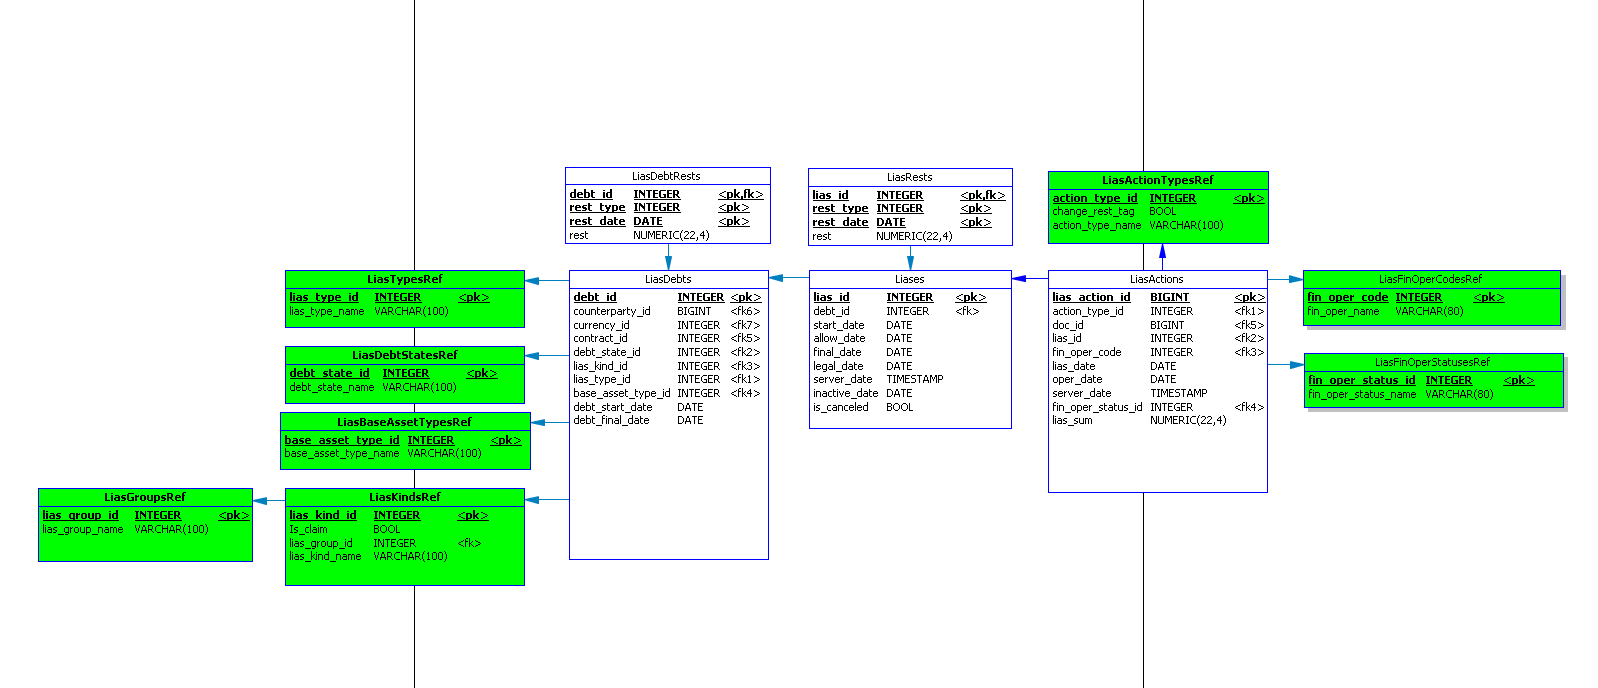 LiasDebtRests
debt_id INTEGER <pk,fk>
rest_type INTEGER <pk>
rest_date DATE <pk>
rest NUMERIC(22,4)
LiasRests
lias_id INTEGER <pk,fk>
rest_type INTEGER <pk>
rest_date DATE <pk>
rest NUMERIC(22,4)
LiasActionTypesRef
action_type_id INTEGER <pk>
change_rest_tag BOOL
action_type_name VARCHAR(100)
LiasTypesRef
lias_type_id INTEGER <pk>
lias_type_name VARCHAR(100)
LiasDebtStatesRef
debt_state_id INTEGER <pk>
debt_state_name VARCHAR(100)
LiasBaseAssetTypesRef
base_asset_type_id INTEGER <pk>
base_asset_type_name VARCHAR(100)
LiasGroupsRef
lias_group_id INTEGER <pk>
lias_group_name VARCHAR(100)
LiasKindsRef
lias_kind_id INTEGER <pk>
Is_claim BOOL
lias_group_id INTEGER <fk>
lias_kind_name VARCHAR(100)
LiasDebts
debt_id INTEGER <pk>
counterparty_id BIGINT <fk6>
currency_id INTEGER <fk7>
contract_id INTEGER <fk5>
debt_state_id INTEGER <fk2>
lias_kind_id INTEGER <fk3>
lias_type_id INTEGER <fk1>
base_asset_type_id INTEGER <fk4>
debt_start_date DATE
debt_final_date DATE
Liases
lias_id INTEGER <pk>
debt_id INTEGER <fk>
start_date DATE
allow_date DATE
final_date DATE
legal_date DATE
server_date TIMESTAMP
inactive_date DATE
is_canceled BOOL
LiasActions
lias_action_id BIGINT <pk>
action_type_id INTEGER <fk1>
doc_id BIGINT <fk5>
lias_id INTEGER <fk2>
fin_oper_code INTEGER <fk3>
lias_date DATE
oper_date DATE
server_date TIMESTAMP
fin_oper_status_id INTEGER <fk4>
lias_sum NUMERIC(22,4)
LiasFinOperCodesRef
fin_oper_code INTEGER <pk>
fin_oper_name VARCHAR(80)
LiasFinOperStatusesRef
fin_oper_status_id INTEGER <pk>
fin_oper_status_name VARCHAR(80)